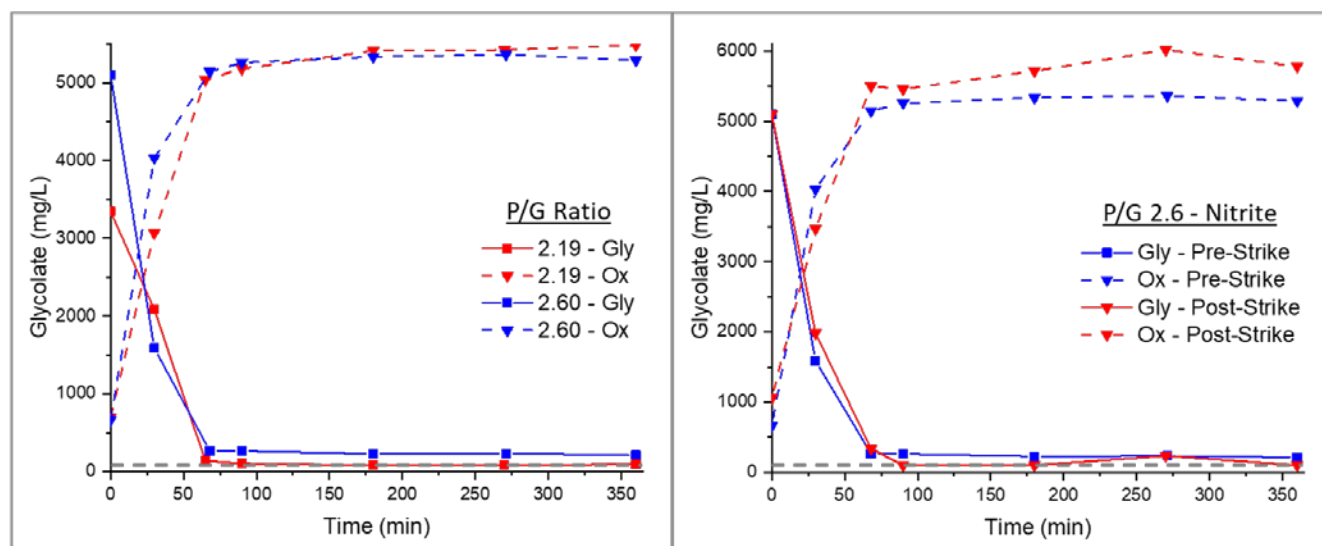 5000
4000
3000
2000
1000
0
Glycolate (mg/L)
P/G Ratio
2.19 - Gly
2.19 - Ox
2.60 - Gly
2.60 - Ox
0 50 100 150 200 250 300 350
Time (min)
6000
5000
4000
3000
2000
1000
0
Glycolate (mg/L)
P/G 2.6 - Nitrite
Gly - Pre-Strike
Ox - Pre-Strike
Gly - Post-Strike
Ox - Post-Strike
0 50 100 150 200 250 300 350
Time (min)